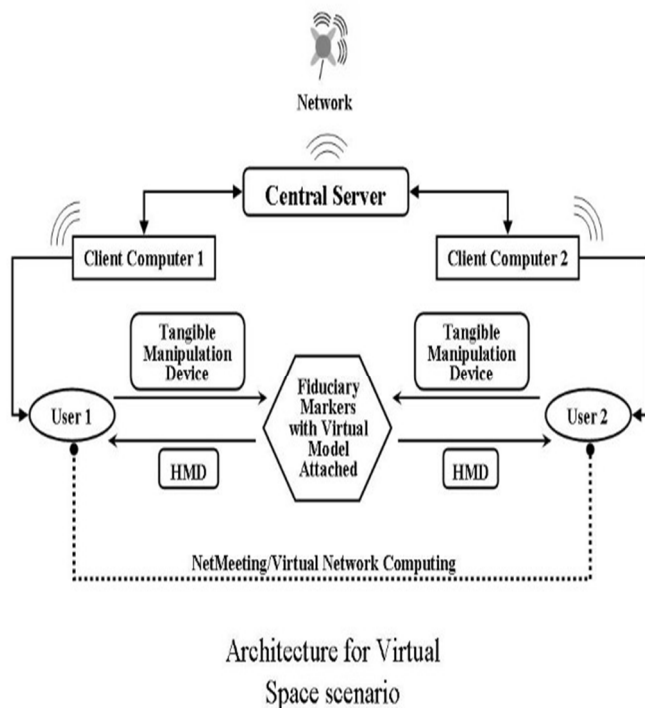 Network
Central Server
Client Computer 1
Client Computer 2
Tangible
Manipulation
Device
Tangible
Manipulation
Device
Fiduciary
Markers
with Virtual
Model
Attached
User 1
User 2
HMD
HMD
NetMeeting/Virtual Network Computing
Architecture for Virtual
Space scenario